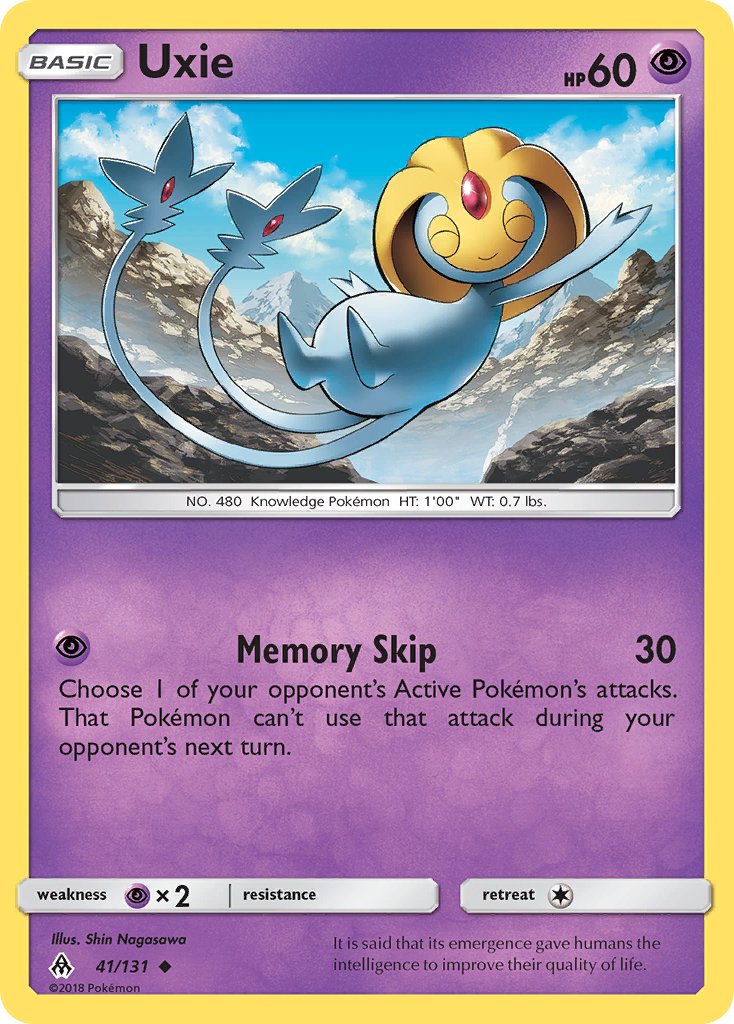 BASIC Uxie HP60
NO. 480 Knowledge Pokémon HT: 1'00" WT: 0.7 lbs.
Memory Skip 30
Choose 1 of your opponent's Active Pokémon's attacks.
That Pokémon can't use that attack during your
opponent's next turn.
weakness ×2 resistance retreat
Illus. Shin Nagasawa
41/131
©2018 Pokémon
It is said that its emergence gave humans the
intelligence to improve their quality of life.